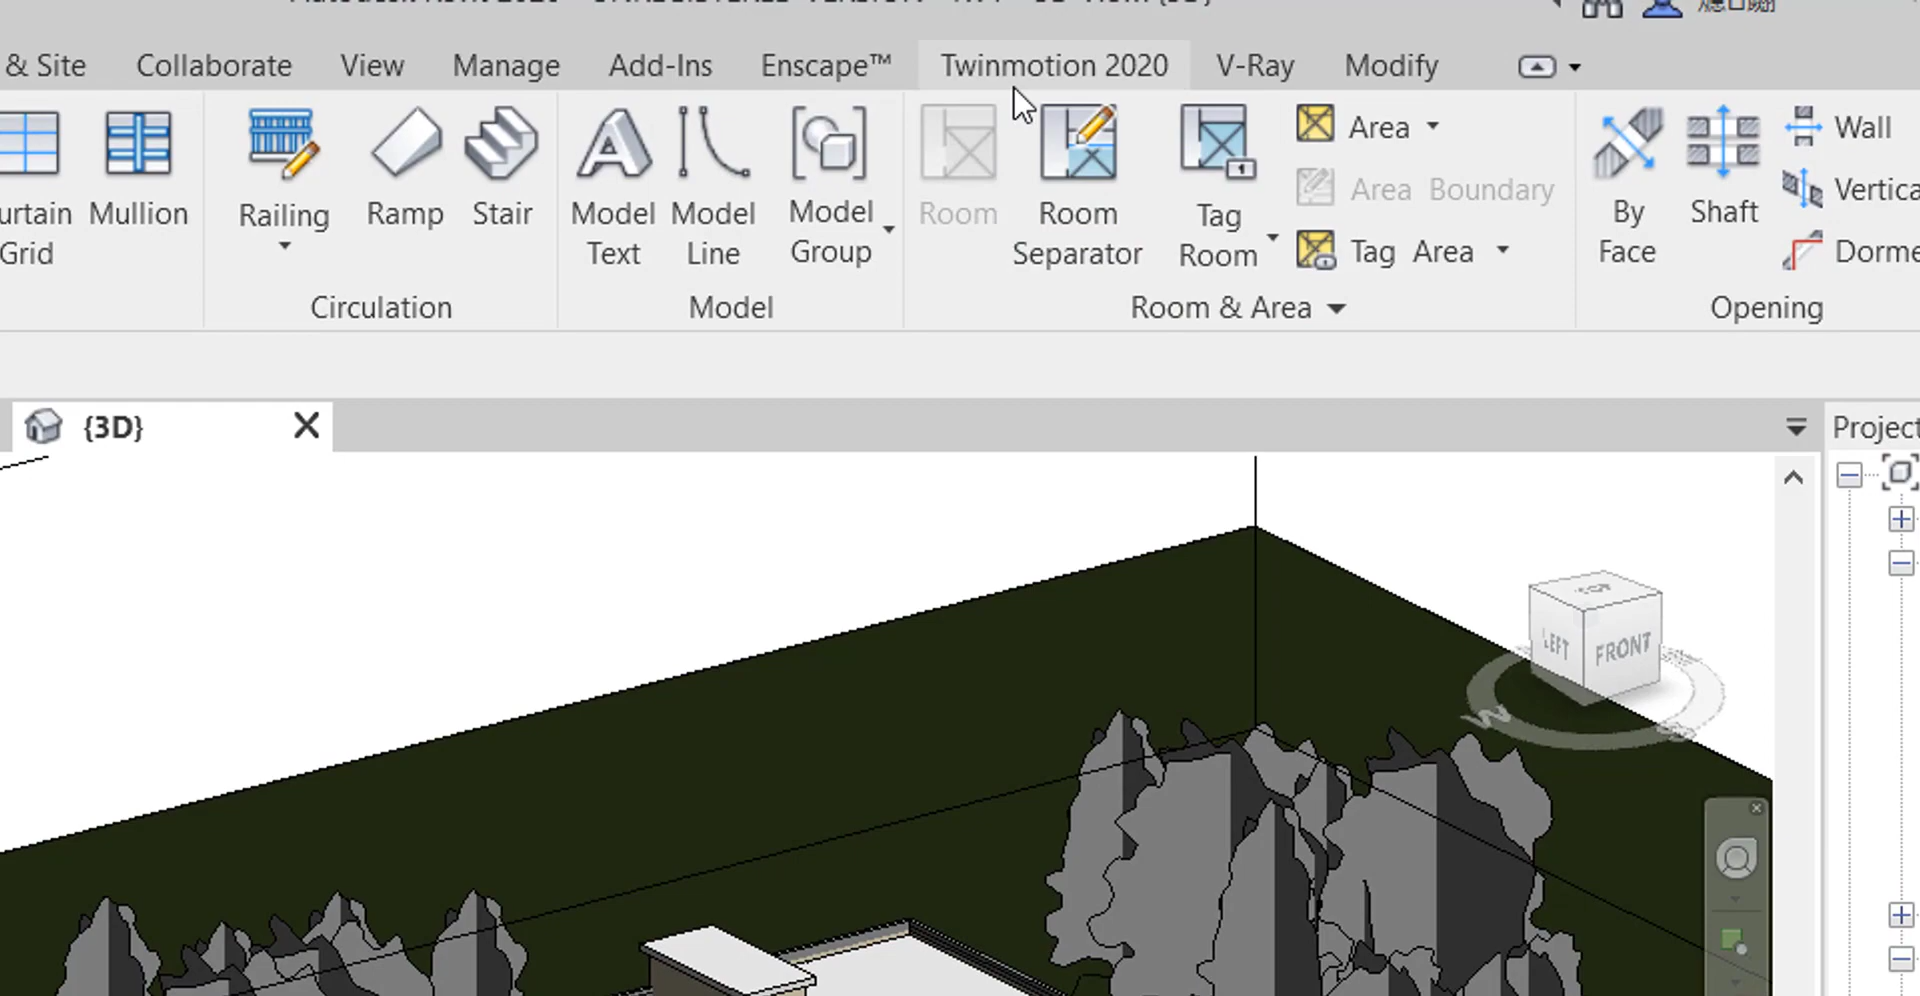 & Site Collaborate View Manage Add-Ins Enscape™ Twinmotion 2020 V-Ray Modify
urtain Grid
Mullion
Railing
Ramp
Stair
Circulation
Model Text
Model Line
Model Group
Model
Room
Room Separator
Tag Room
Area
Area Boundary
Tag Area
Room & Area
By Face
Shaft
Wall
Vertica
Dorme
Opening
{3D}
Project
TOP
LEFT
FRONT
W
S